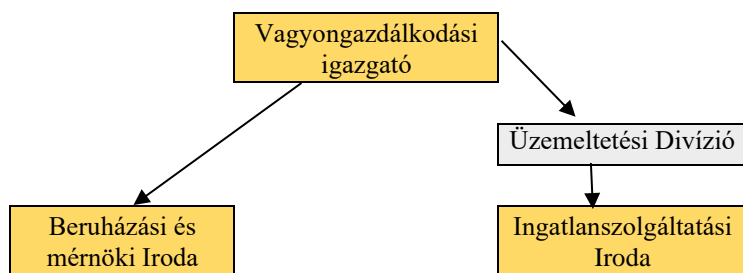 Vagyongazdálkodási
igazgató
Üzemeltetési Divízió
Beruházási és
mérnöki Iroda
Ingatlanszolgáltatási
Iroda